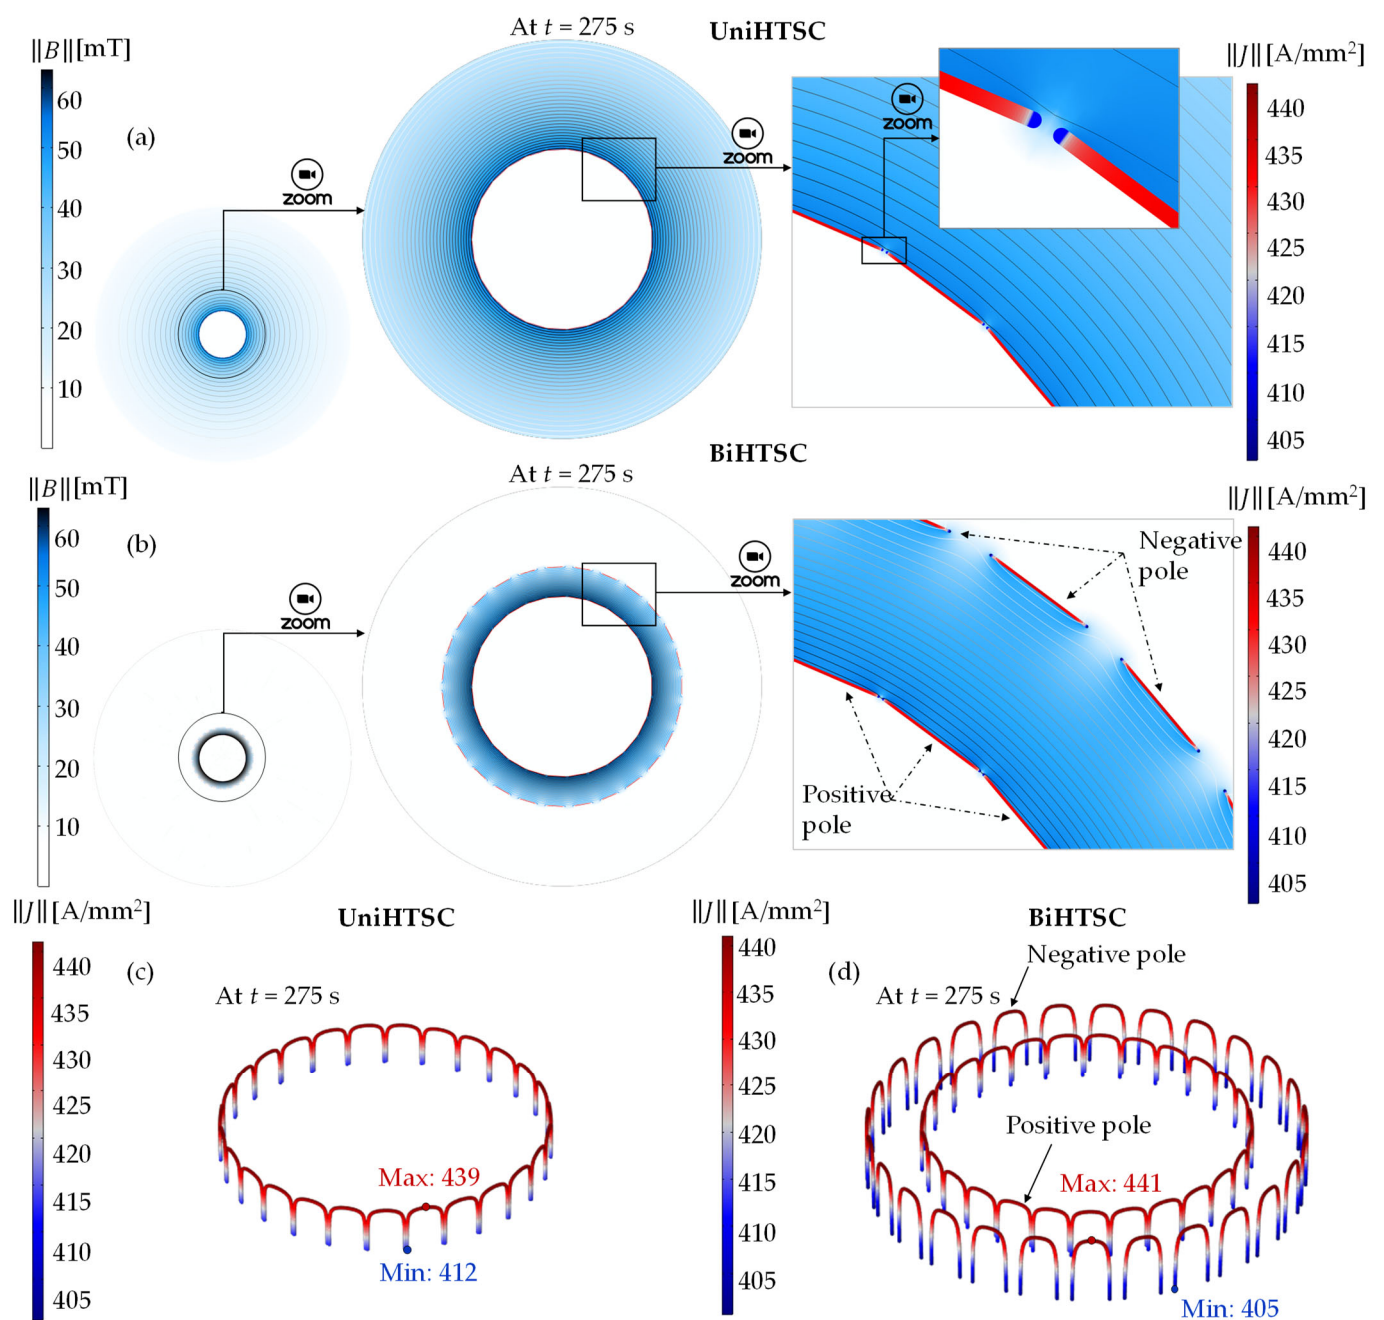 At t = 275 s
UniHTSC
||B|| [mT]
||J|| [A/mm²]
(a)
60
50
40
30
20
10
zoom
zoom
zoom
440
435
430
425
420
415
410
405
BiHTSC
At t = 275 s
||B|| [mT]
||J|| [A/mm²]
(b)
60
50
40
30
20
10
zoom
zoom
Negative
pole
Positive
pole
440
435
430
425
420
415
410
405
||J|| [A/mm²]
UniHTSC
(c)
At t = 275 s
440
435
430
425
420
415
410
405
Max: 439
Min: 412
||J|| [A/mm²]
BiHTSC
(d)
Negative pole
At t = 275 s
440
435
430
425
420
415
410
405
Positive pole
Max: 441
Min: 405